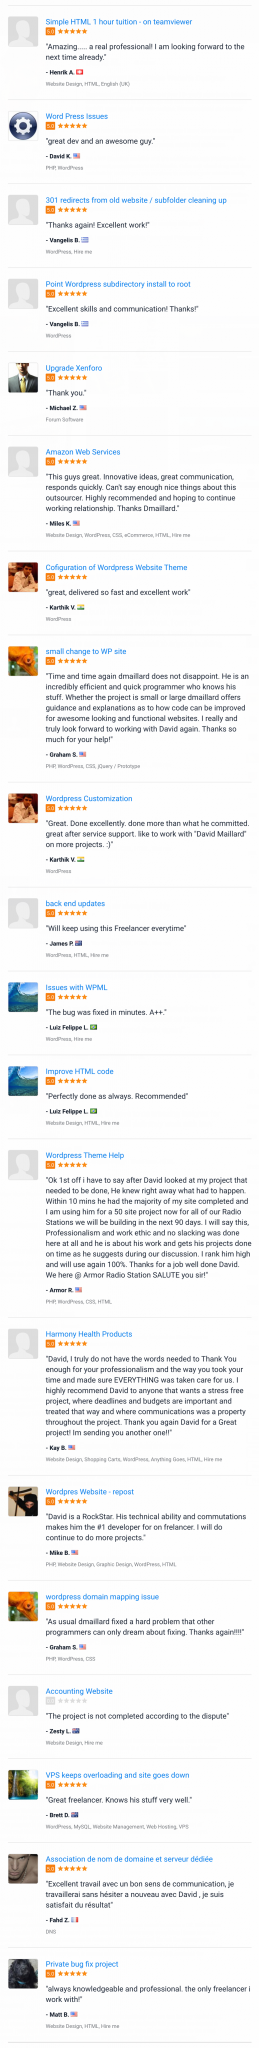 Simple HTML 1 hour tuition - on teamviewer
5.0
"Amazing..... a real professional! I am looking forward to the
next time already."
- Henrik A.
Website Design, HTML, English (UK)
Word Press Issues
5.0
"great dev and an awesome guy."
- David K.
PHP, WordPress
301 redirects from old website / subfolder cleaning up
5.0
"Thanks again! Excellent work!"
- Vangelis B.
WordPress, Hire me
Point Wordpress subdirectory install to root
5.0
"Excellent skills and communication! Thanks!"
- Vangelis B.
WordPress
Upgrade Xenforo
5.0
"Thank you."
- Michael Z.
Forum Software
Amazon Web Services
5.0
"This guys great. Innovative ideas, great communication,
responds quickly. Can't say enough nice things about this
outsourcer. Highly recommended and hoping to continue
working relationship. Thanks Dmaillard."
- Miles K.
Website Design, WordPress, CSS, eCommerce, HTML, Hire me
Cofiguration of Wordpress Website Theme
5.0
"great, delivered so fast and excellent work"
- Karthik V.
WordPress
small change to WP site
5.0
"Time and time again dmaillard does not disappoint. He is an
incredibly efficient and quick programmer who knows his
stuff. Whether the project is small or large dmaillard offers
guidance and explanations as to how code can be improved
for awesome looking and functional websites. I really and
truly look forward to working with David again. Thanks so
much for your help!"
- Graham S.
PHP, WordPress, CSS, jQuery / Prototype
Wordpress Customization
5.0
"Great. Done excellently. done more than what he committed.
great after service support. like to work with "David Maillard"
on more projects. :)"
- Karthik V.
WordPress
back end updates
5.0
"Will keep using this Freelancer everytime"
- James P.
WordPress, HTML, Hire me
Issues with WPML
5.0
"The bug was fixed in minutes. A++."
- Luiz Felippe L.
WordPress, Hire me
Improve HTML code
5.0
"Perfectly done as always. Recommended"
- Luiz Felippe L.
Website Design, HTML, Hire me
Wordpress Theme Help
5.0
"Ok 1st off i have to say after David looked at my project that
needed to be done, He knew right away what had to happen.
Within 10 mins he had the majority of my site completed and
I am using him for a 50 site project now for all of our Radio
Stations we will be building in the next 90 days. I will say this,
Professionalism and work ethic and no slacking was done
here at all and he is about his work and gets his projects done
on time as he suggests during our discussion. I rank him high
and will use again 100%. Thanks for a job well done David.
We here @ Armor Radio Station SALUTE you sir!"
- Armor R.
PHP, WordPress, CSS, HTML
Harmony Health Products
5.0
"David, I truly do not have the words needed to Thank You
enough for your professionalism and the way you took your
time and made sure EVERYTHING was taken care for us. I
highly recommend David to anyone that wants a stress free
project, where deadlines and budgets are important and
treated that way and where communications was a property
throughout the project. Thank you again David for a Great
project! Im sending you another one!!"
- Kay B.
Website Design, Shopping Carts, WordPress, Anything Goes, HTML, Hire me
Wordpres Website - repost
5.0
"David is a RockStar. His technical ability and commutations
makes him the #1 developer for on frelancer. I will do
continue to do more projects."
- Mike B.
PHP, Website Design, Graphic Design, WordPress, HTML
wordpress domain mapping issue
5.0
"As usual dmaillard fixed a hard problem that other
programmers can only dream about fixing. Thanks again!!!!"
- Graham S.
PHP, WordPress, CSS
Accounting Website
"The project is not completed according to the dispute"
- Zesty L.
Website Design, Hire me
VPS keeps overloading and site goes down
5.0
"Great freelancer. Knows his stuff very well."
- Brett D.
WordPress, MySQL, Website Management, Web Hosting, VPS
Association de nom de domaine et serveur dédiée
5.0
"Excellent travail avec un bon sens de communication, je
travaillerai sans hésiter a nouveau avec David , je suis
satisfait du résultat"
- Fahd Z.
DNS
Private bug fix project
5.0
"always knowledgeable and professional. the only freelancer i
work with!"
- Matt B.
Website Design, HTML, Hire me